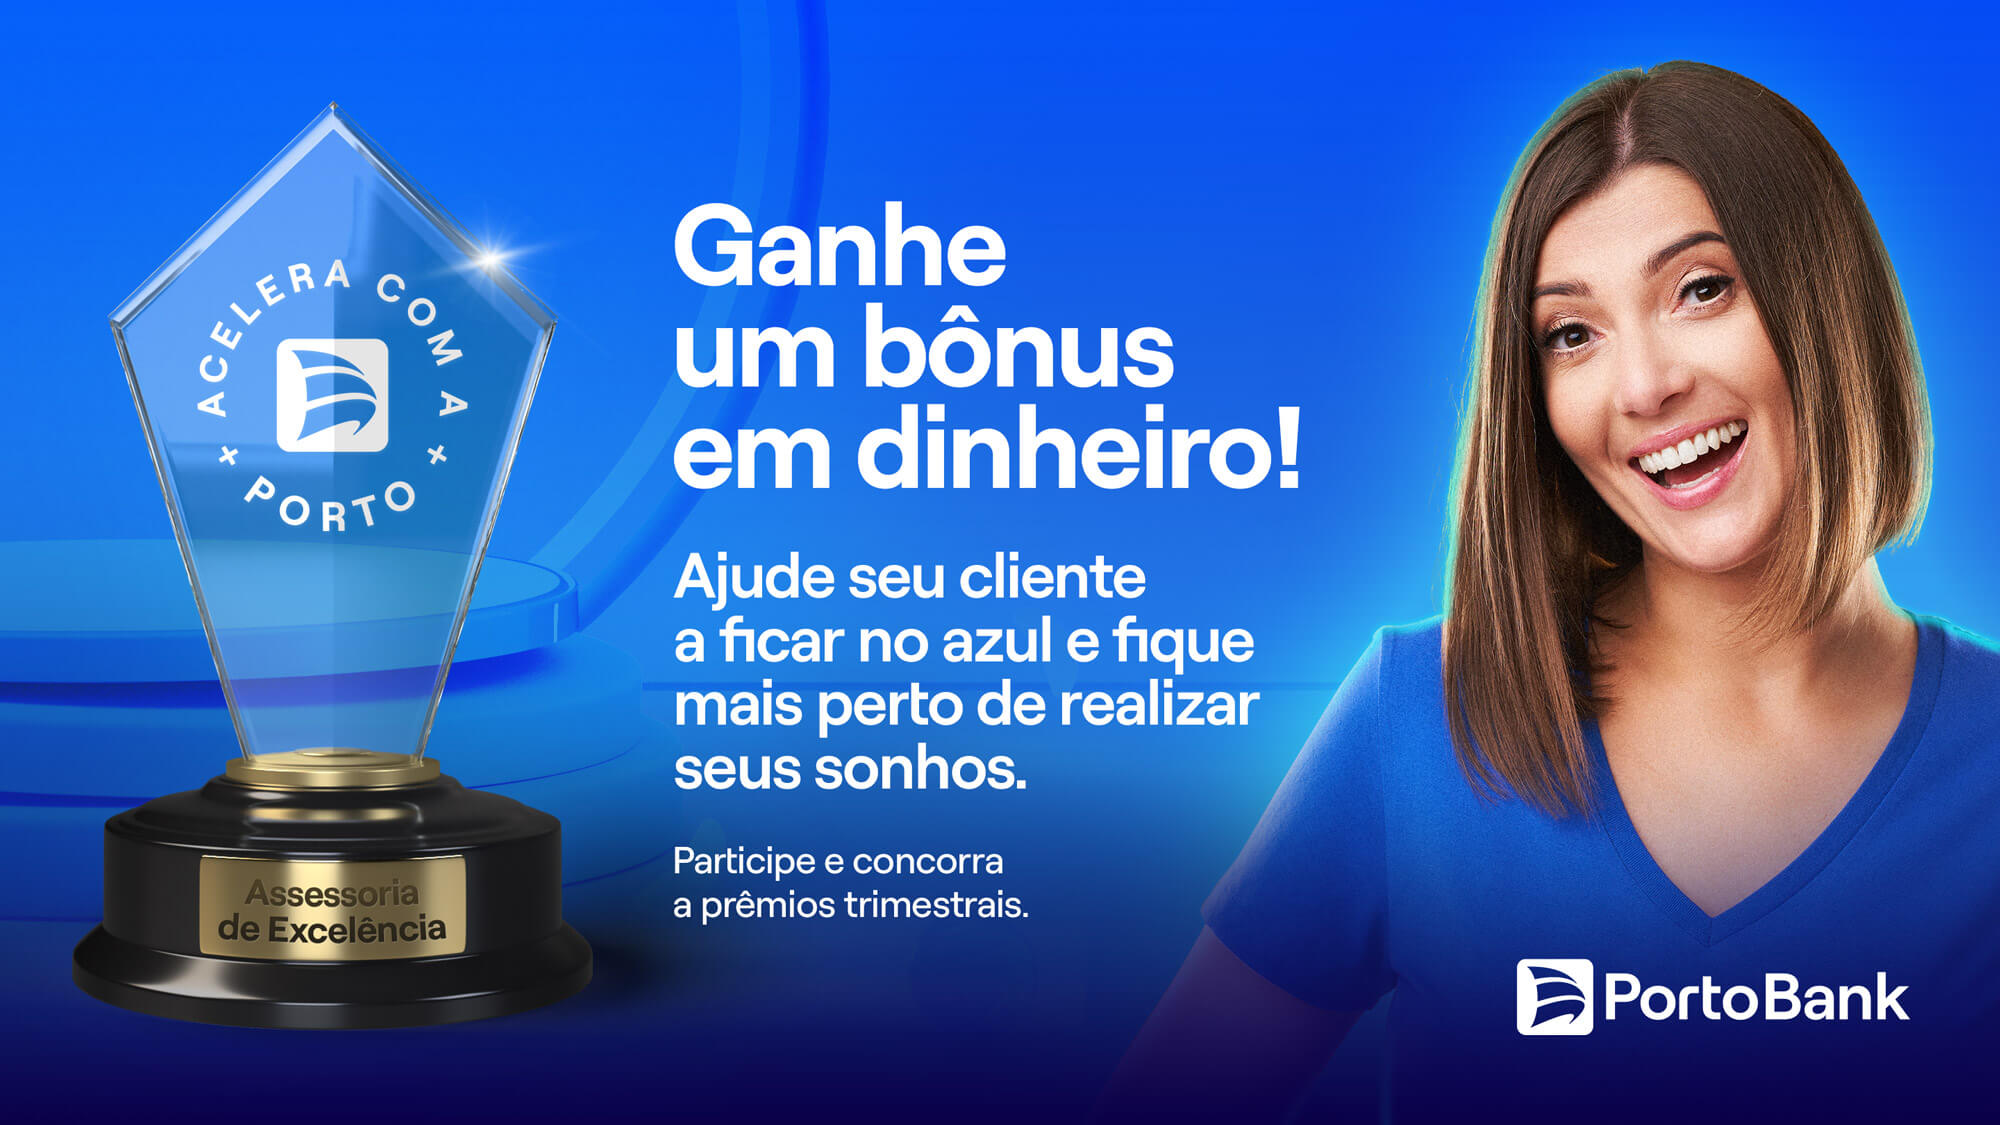 ACELERA COM A
PORTO
Assessoria
de Excelência
Ganhe
um bônus
em dinheiro!
Ajude seu cliente
a ficar no azul e fique
mais perto de realizar
seus sonhos.
Participe e concorra
a prêmios trimestrais.
PortoBank